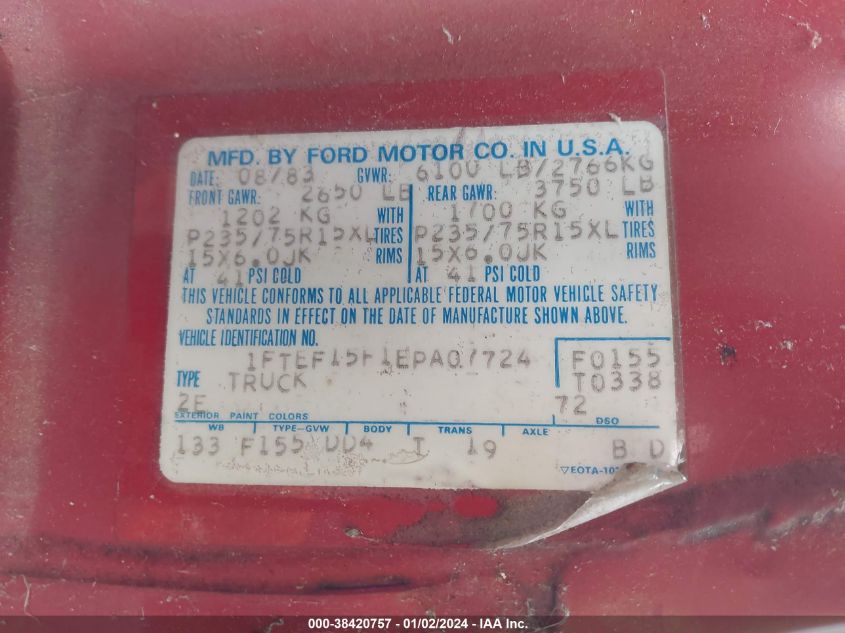 MFD. BY FORD MOTOR CO. IN U.S.A.
DATE: 08/83 GVWR: 6100 LB/2766KG
FRONT GAWR: 2650 LB REAR GAWR: 3750 LB
1202 KG WITH 1700 KG WITH
P235/75R15XL TIRES P235/75R15XL TIRES
15X6.0JK RIMS 15X6.0JK RIMS
AT 41 PSI COLD AT 41 PSI COLD
THIS VEHICLE CONFORMS TO ALL APPLICABLE FEDERAL MOTOR VEHICLE SAFETY
STANDARDS IN EFFECT ON THE DATE OF MANUFACTURE SHOWN ABOVE.
VEHICLE IDENTIFICATION NO.
F0155
TYPE TRUCK T0338
2E 72
EXTERIOR PAINT COLORS DSO
WB TYPE-GVW BODY TRANS AXLE
133 F155 DD4 T 19 B D
000-38420757 - 01/02/2024 - IAA Inc.